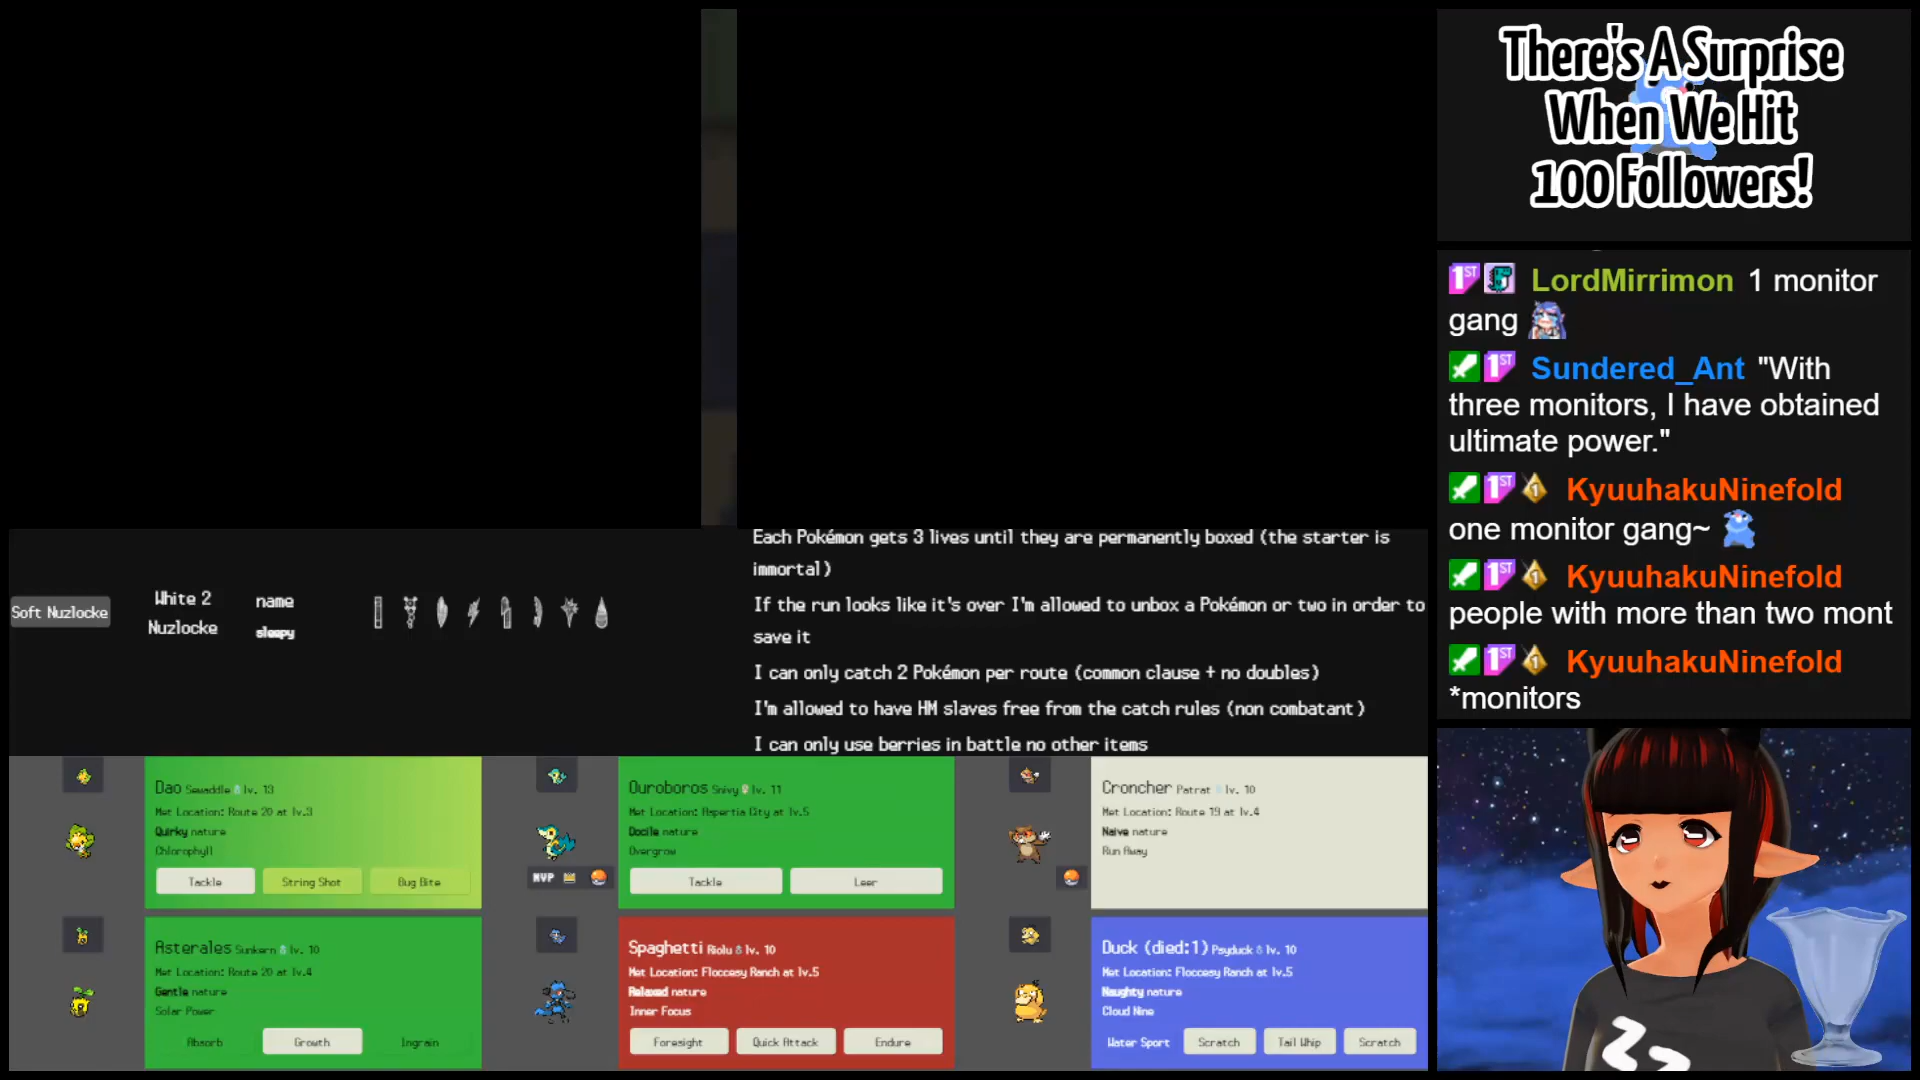 There's A Surprise
When We Hit
100 Followers!
1ST LordMirrimon 1 monitor
gang
1ST Sundered_Ant "With
three monitors, I have obtained
ultimate power."
1ST 1 KyuuhakuNinefold
one monitor gang~
1ST 1 KyuuhakuNinefold
people with more than two mont
1ST 1 KyuuhakuNinefold
*monitors
Each Pokémon gets 3 lives until they are permanently boxed (the starter is
immortal)
If the run looks like it's over I'm allowed to unbox a Pokémon or two in order to
save it
I can only catch 2 Pokémon per route (common clause + no doubles)
I'm allowed to have HM slaves free from the catch rules (non combatant)
I can only use berries in battle no other items
Soft Nuzlocke
White 2
Nuzlocke
name
sleepy
Dao Sewaddle lv. 13
Met Location: Route 20 at lv.3
Quirky nature
Chlorophyll
Tackle String Shot Bug Bite
MVP
Ouroboros Snivy lv. 11
Met Location: Aspertia City at lv.5
Docile nature
Overgrow
Tackle Leer
Croncher Patrat lv. 10
Met Location: Route 19 at lv.4
Naive nature
Run Away
Asterales Sunkern lv. 10
Met Location: Route 20 at lv.4
Gentle nature
Solar Power
Absorb Growth Ingrain
Spaghetti Riolu lv. 10
Met Location: Floccesy Ranch at lv.5
Relaxed nature
Inner Focus
Foresight Quick Attack Endure
Duck (died:1) Psyduck lv. 10
Met Location: Floccesy Ranch at lv.5
Naughty nature
Cloud Nine
Water Sport Scratch Tail Whip Scratch